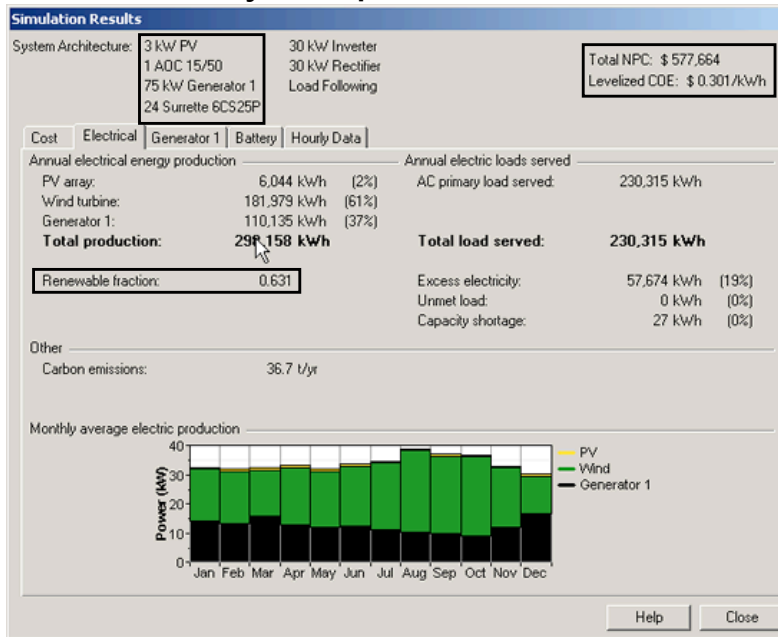 Simulation Results
System Architecture: 3 kW PV 30 kW Inverter
1 AOC 15/50 30 kW Rectifier
75 kW Generator 1 Load Following
24 Surrette 6CS25P
Total NPC: $ 577,664
Levelized COE: $ 0.301/kWh
Cost Electrical Generator 1 Battery Hourly Data
Annual electrical energy production Annual electric loads served
PV array: 6,044 kWh (2%) AC primary load served: 230,315 kWh
Wind turbine: 181,979 kWh (61%)
Generator 1: 110,135 kWh (37%)
Total production: 298,158 kWh Total load served: 230,315 kWh
Renewable fraction: 0.631 Excess electricity: 57,674 kWh (19%)
Unmet load: 0 kWh (0%)
Capacity shortage: 27 kWh (0%)
Other
Carbon emissions: 36.7 t/yr
Monthly average electric production
40
30
20
10
0
Power (kW)
Jan Feb Mar Apr May Jun Jul Aug Sep Oct Nov Dec
PV
Wind
Generator 1
Help Close